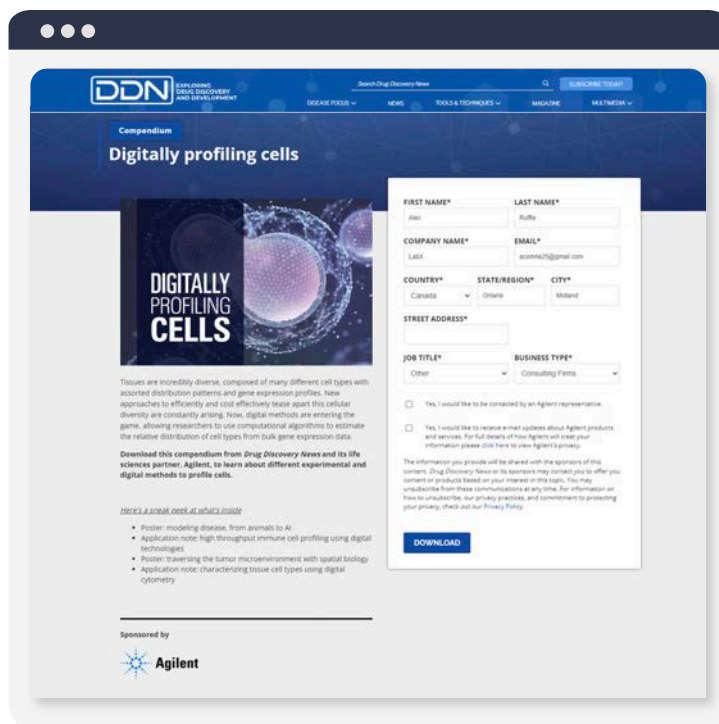 DDN
EXPLORING
DRUG DISCOVERY
AND DEVELOPMENT
Search Drug Discovery News
SUBSCRIBE TODAY!
DISEASE FOCUS
NEWS
TOOLS & TECHNIQUES
MAGAZINE
MULTIMEDIA
Compendium
Digitally profiling cells
DIGITALLY
PROFILING
CELLS
Tissues are incredibly diverse, composed of many different cell types with
assorted distribution patterns and gene expression profiles. New
approaches to efficiently and cost effectively tease apart this cellular
diversity are constantly arising. Now, digital methods are entering the
game, allowing researchers to use computational algorithms to estimate
the relative distribution of cell types from bulk gene expression data.
Download this compendium from Drug Discovery News and its life
sciences partner, Agilent, to learn about different experimental and
digital methods to profile cells.
Here's a sneak peek at what's inside
• Poster: modeling disease, from animals to AI
• Application note: high throughput immune cell profiling using digital
technologies
• Poster: traversing the tumor microenvironment with spatial biology
• Application note: characterizing tissue cell types using digital
cytometry
Sponsored by
Agilent
FIRST NAME* LAST NAME*
Alex Ruffle
COMPANY NAME* EMAIL*
LabX acomne25@gmail.com
COUNTRY* STATE/REGION* CITY*
Canada Ontario Midland
STREET ADDRESS*
JOB TITLE* BUSINESS TYPE*
Other Consulting Firms
Yes, I would like to be contacted by an Agilent representative.
Yes, I would like to receive e-mail updates about Agilent products
and services. For full details of how Agilent will treat your
information please click here to view Agilent's privacy.
The information you provide will be shared with the sponsors of this
content. Drug Discovery News or its sponsors may contact you to offer you
content or products based on your interest in this topic. You may
unsubscribe from these communications at any time. For information on
how to unsubscribe, our privacy practices, and commitment to protecting
your privacy, check out our Privacy Policy.
DOWNLOAD